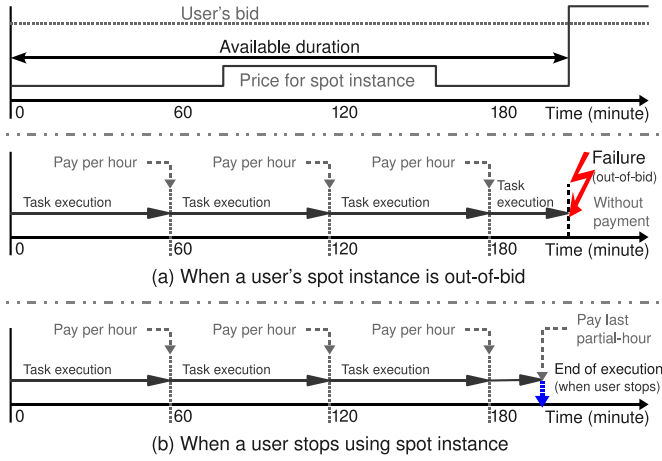 User's bid
Available duration
Price for spot instance
0 60 120 180 Time (minute)
Pay per hour Pay per hour Pay per hour Failure
(out-of-bid)
Task execution Task execution Task execution Task
execution
Without
payment
0 60 120 180 Time (minute)
(a) When a user's spot instance is out-of-bid
Pay per hour Pay per hour Pay per hour Pay last
partial-hour
Task execution Task execution Task execution End of execution
(when user stops)
0 60 120 180 Time (minute)
(b) When a user stops using spot instance